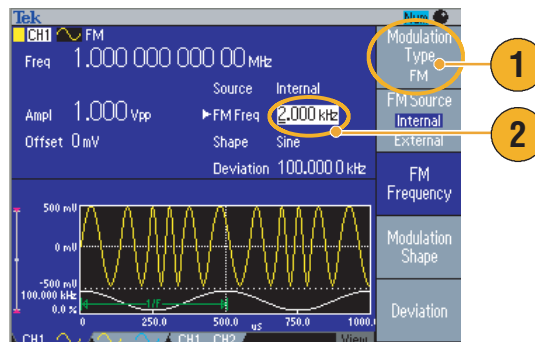 Tek
Num
CH1 FM
Freq 1.000 000 000 00 MHz
Source Internal
Ampl 1.000 Vpp
►FM Freq 2.000 kHz
Offset 0 mV
Shape Sine
Deviation 100.000 0 kHz
Modulation
Type
FM
FM Source
Internal
External
FM
Frequency
Modulation
Shape
Deviation
1
2
500 mV
0 mV
-500 mV
100.000 kHz
0.0 %
1/F
0 250.0 500.0 us 750.0 1000.
CH1 CH1 CH2 View